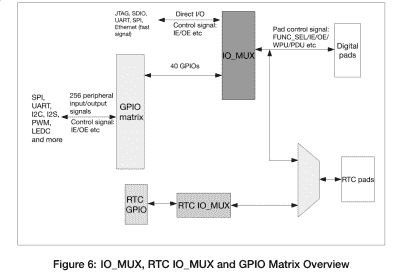 JTAG, SDIO,
UART, SPI,
Ethernet (fast
signal)
Direct I/O
Control signal:
IE/OE etc
IO_MUX
Pad control signal:
FUNC_SEL/IE/OE/
WPU/PDU etc
Digital
pads
40 GPIOs
SPI,
UART,
I2C, I2S,
PWM,
LEDC
and more
256 peripheral
input/output
signals
Control signal:
IE/OE etc
GPIO
matrix
RTC
GPIO
RTC IO_MUX
RTC pads
Figure 6: IO_MUX, RTC IO_MUX and GPIO Matrix Overview